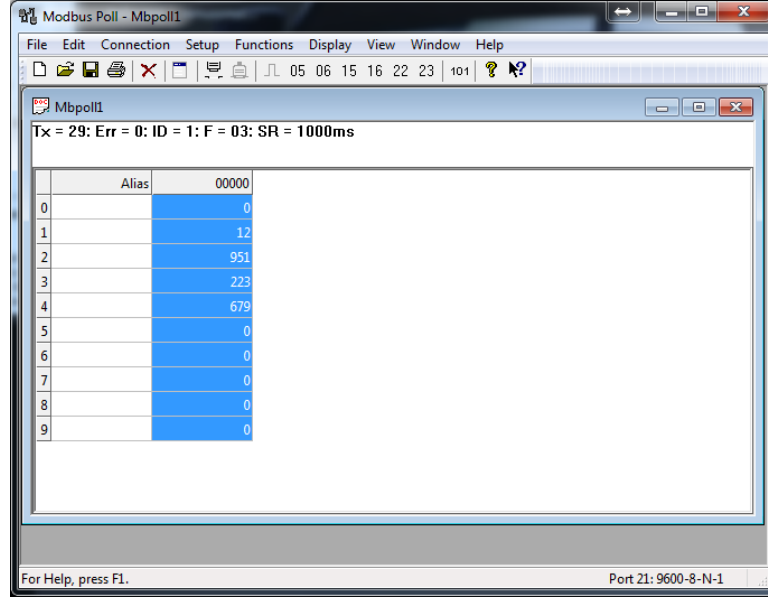 Modbus Poll - Mbpoll1
File Edit Connection Setup Functions Display View Window Help
05 06 15 16 22 23 101
DOC Mbpoll1
Tx = 29: Err = 0: ID = 1: F = 03: SR = 1000ms
Alias 00000
0 0
1 12
2 951
3 223
4 679
5 0
6 0
7 0
8 0
9 0
For Help, press F1. Port 21: 9600-8-N-1